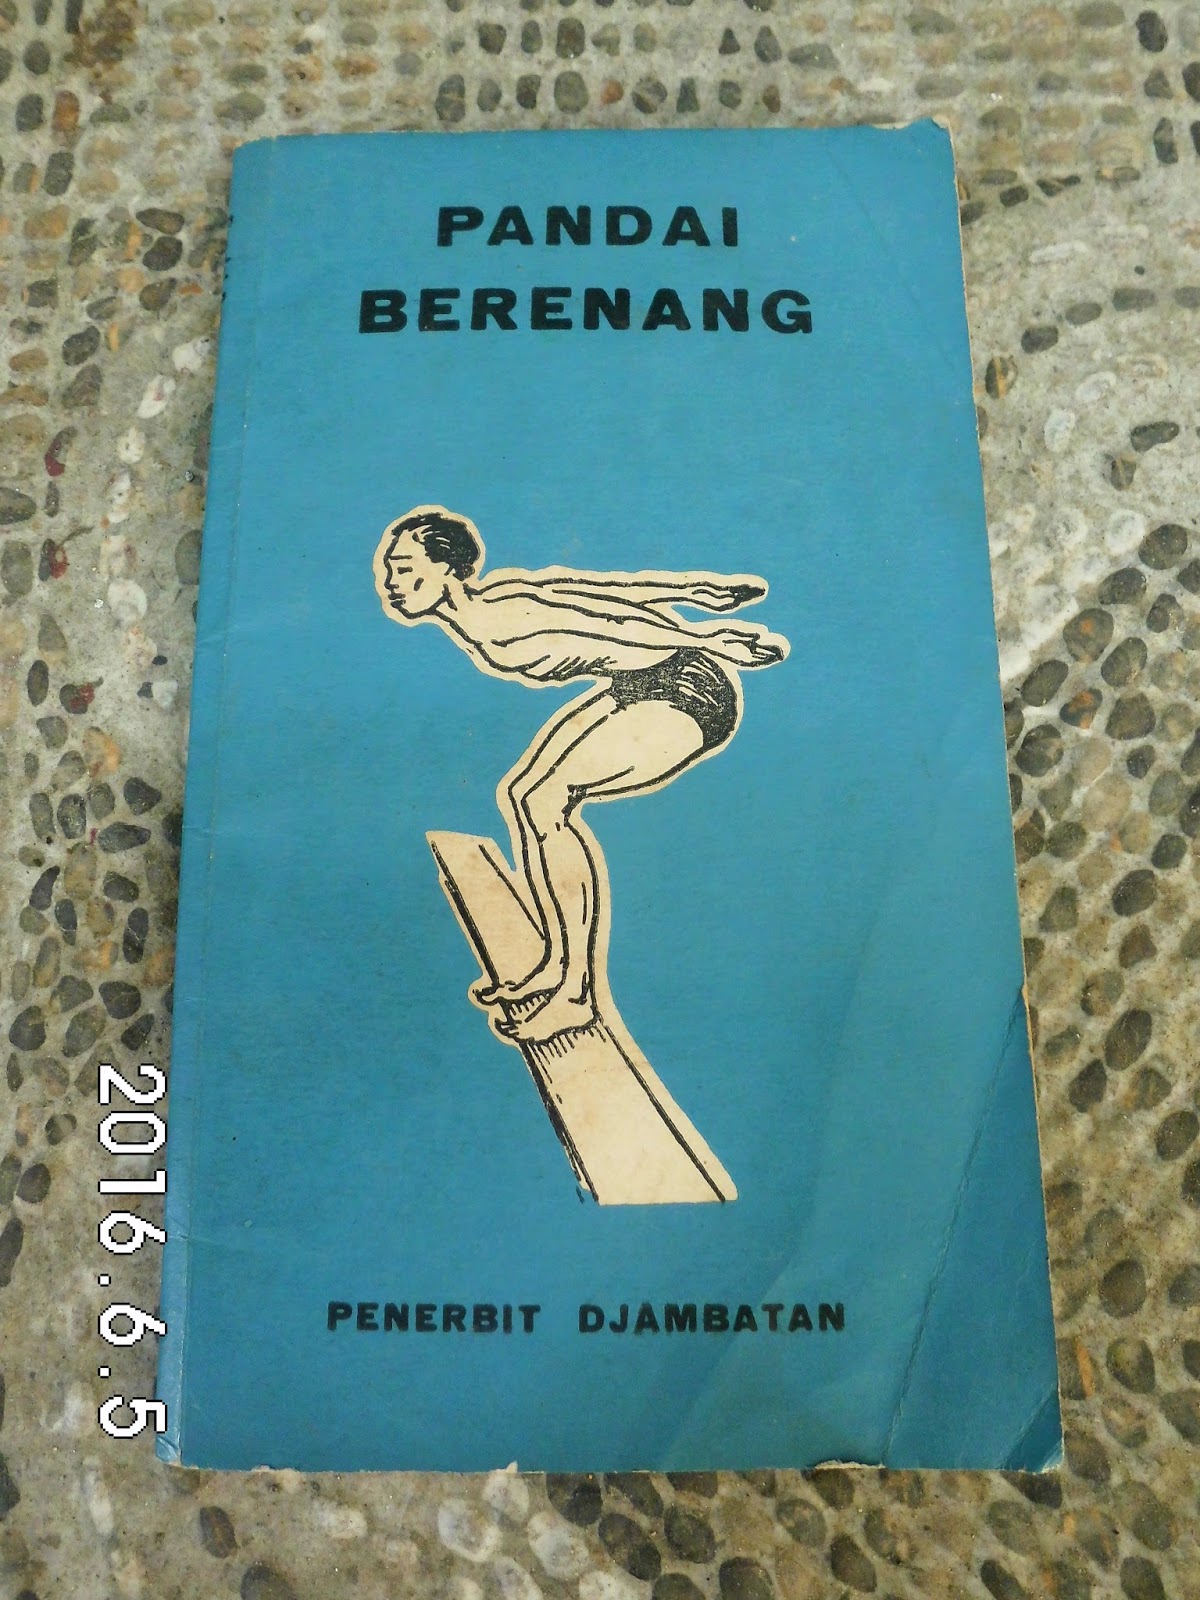 PANDAI
BERENANG
PENERBIT DJAMBATAN
2016.6.5